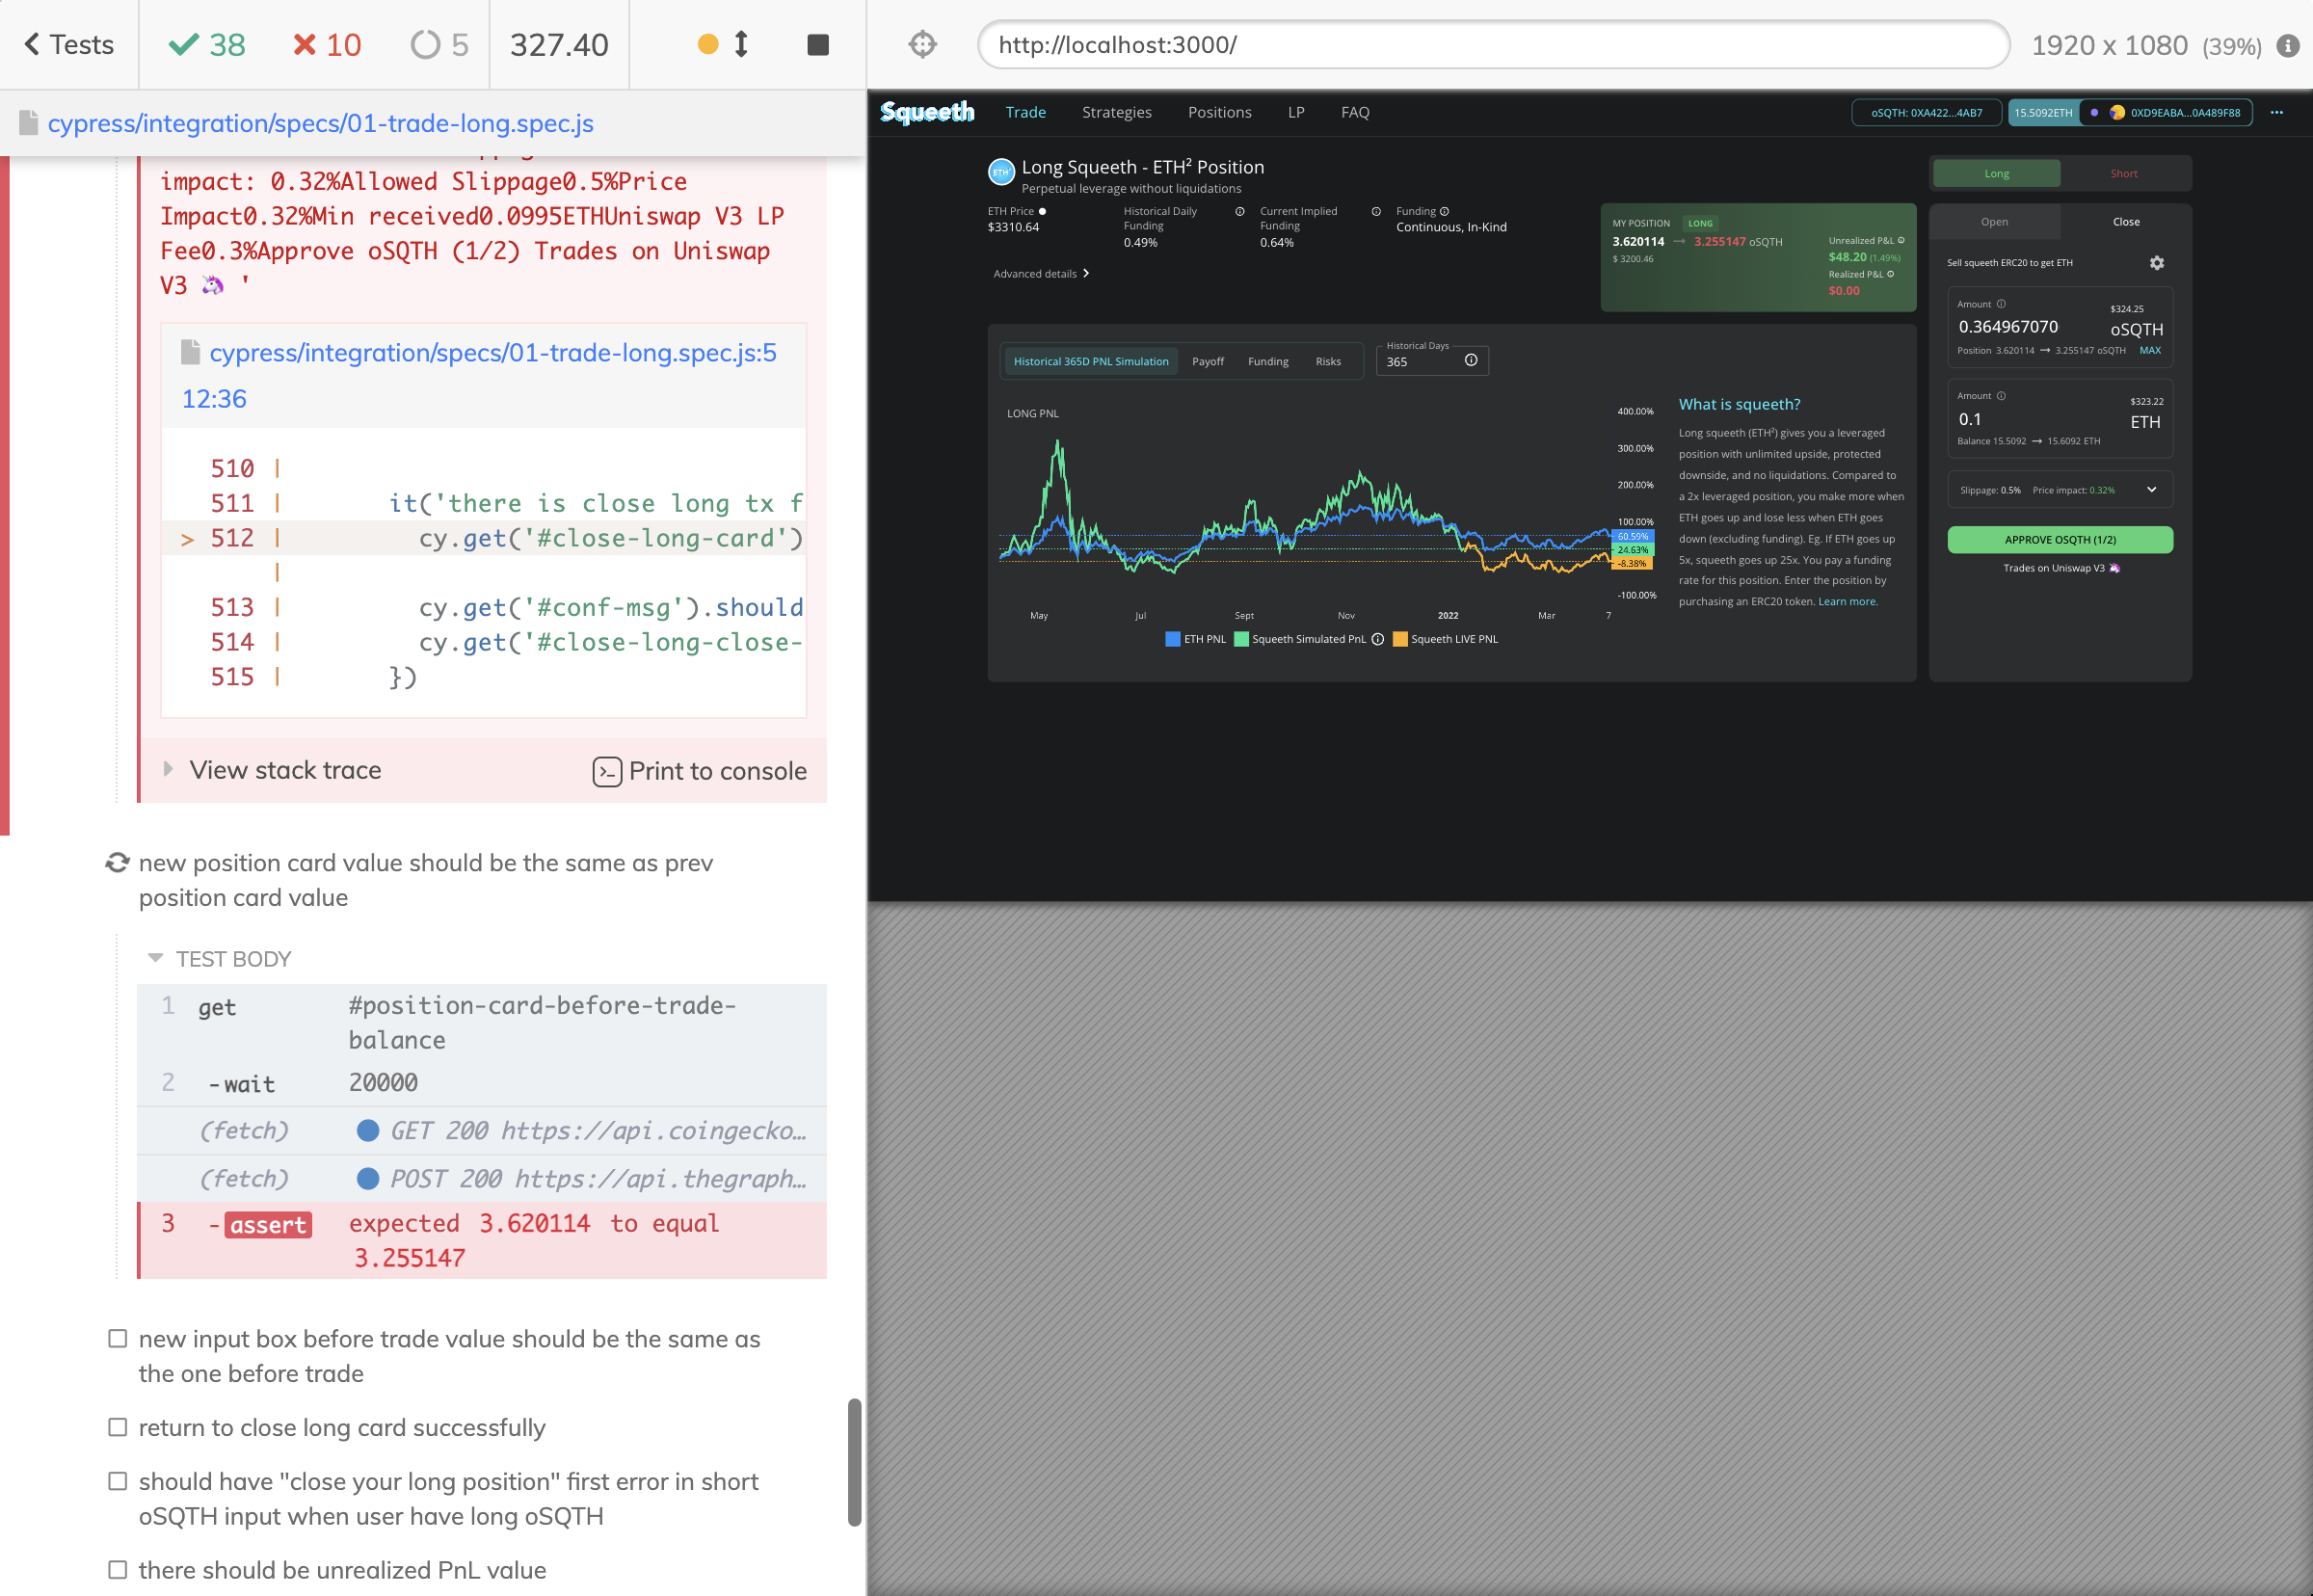 Tests
38
10
5
327.40
http://localhost:3000/
1920 x 1080 (39%)
cypress/integration/specs/01-trade-long.spec.js
impact: 0.32%Allowed Slippage0.5%Price
Impact0.32%Min received0.0995ETHUniswap V3 LP
Fee0.3%Approve oSQTH (1/2) Trades on Uniswap
V3 🦄 '
cypress/integration/specs/01-trade-long.spec.js:5
12:36
510 |
511 | it('there is close long tx f
> 512 | cy.get('#close-long-card')
|
513 | cy.get('#conf-msg').should
514 | cy.get('#close-long-close-
515 | })
View stack trace
Print to console
new position card value should be the same as prev
position card value
TEST BODY
1 get #position-card-before-trade-
balance
2 -wait 20000
(fetch) GET 200 https://api.coingecko…
(fetch) POST 200 https://api.thegraph…
3 -assert expected 3.620114 to equal
3.255147
new input box before trade value should be the same as
the one before trade
return to close long card successfully
should have "close your long position" first error in short
oSQTH input when user have long oSQTH
there should be unrealized PnL value
Squeeth
Trade
Strategies
Positions
LP
FAQ
oSQTH: 0XA422...4AB7
15.5092ETH
0XD9EABA...0A489F88
Long Squeeth - ETH² Position
Perpetual leverage without liquidations
ETH Price
$3310.64
Historical Daily
Funding
0.49%
Current Implied
Funding
0.64%
Funding
Continuous, In-Kind
Advanced details
MY POSITION LONG
3.620114 → 3.255147 oSQTH
$ 3200.46
Unrealized P&L
$48.20 (1.49%)
Realized P&L
$0.00
Historical 365D PNL Simulation
Payoff
Funding
Risks
Historical Days
365
LONG PNL
400.00%
300.00%
200.00%
100.00%
60.59%
24.63%
-8.38%
-100.00%
May
Jul
Sept
Nov
2022
Mar
7
ETH PNL
Squeeth Simulated PnL
Squeeth LIVE PNL
What is squeeth?
Long squeeth (ETH²) gives you a leveraged
position with unlimited upside, protected
downside, and no liquidations. Compared to
a 2x leveraged position, you make more when
ETH goes up and lose less when ETH goes
down (excluding funding). Eg. If ETH goes up
5x, squeeth goes up 25x. You pay a funding
rate for this position. Enter the position by
purchasing an ERC20 token. Learn more.
Long
Short
Open
Close
Sell squeeth ERC20 to get ETH
Amount
$324.25
0.364967070
oSQTH
Position 3.620114 → 3.255147 oSQTH MAX
Amount
$323.22
0.1
ETH
Balance 15.5092 → 15.6092 ETH
Slippage: 0.5% Price impact: 0.32%
APPROVE OSQTH (1/2)
Trades on Uniswap V3 🦄